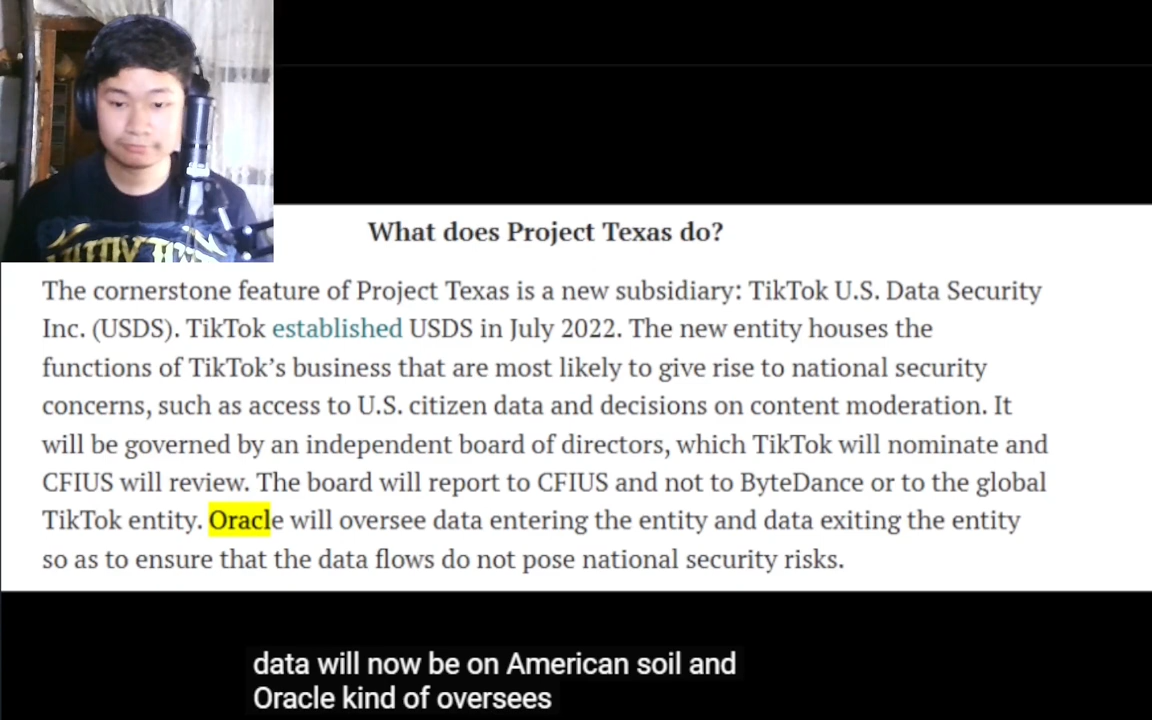 What does Project Texas do?
The cornerstone feature of Project Texas is a new subsidiary: TikTok U.S. Data Security
Inc. (USDS). TikTok established USDS in July 2022. The new entity houses the
functions of TikTok’s business that are most likely to give rise to national security
concerns, such as access to U.S. citizen data and decisions on content moderation. It
will be governed by an independent board of directors, which TikTok will nominate and
CFIUS will review. The board will report to CFIUS and not to ByteDance or to the global
TikTok entity. Oracle will oversee data entering the entity and data exiting the entity
so as to ensure that the data flows do not pose national security risks.
data will now be on American soil and
Oracle kind of oversees